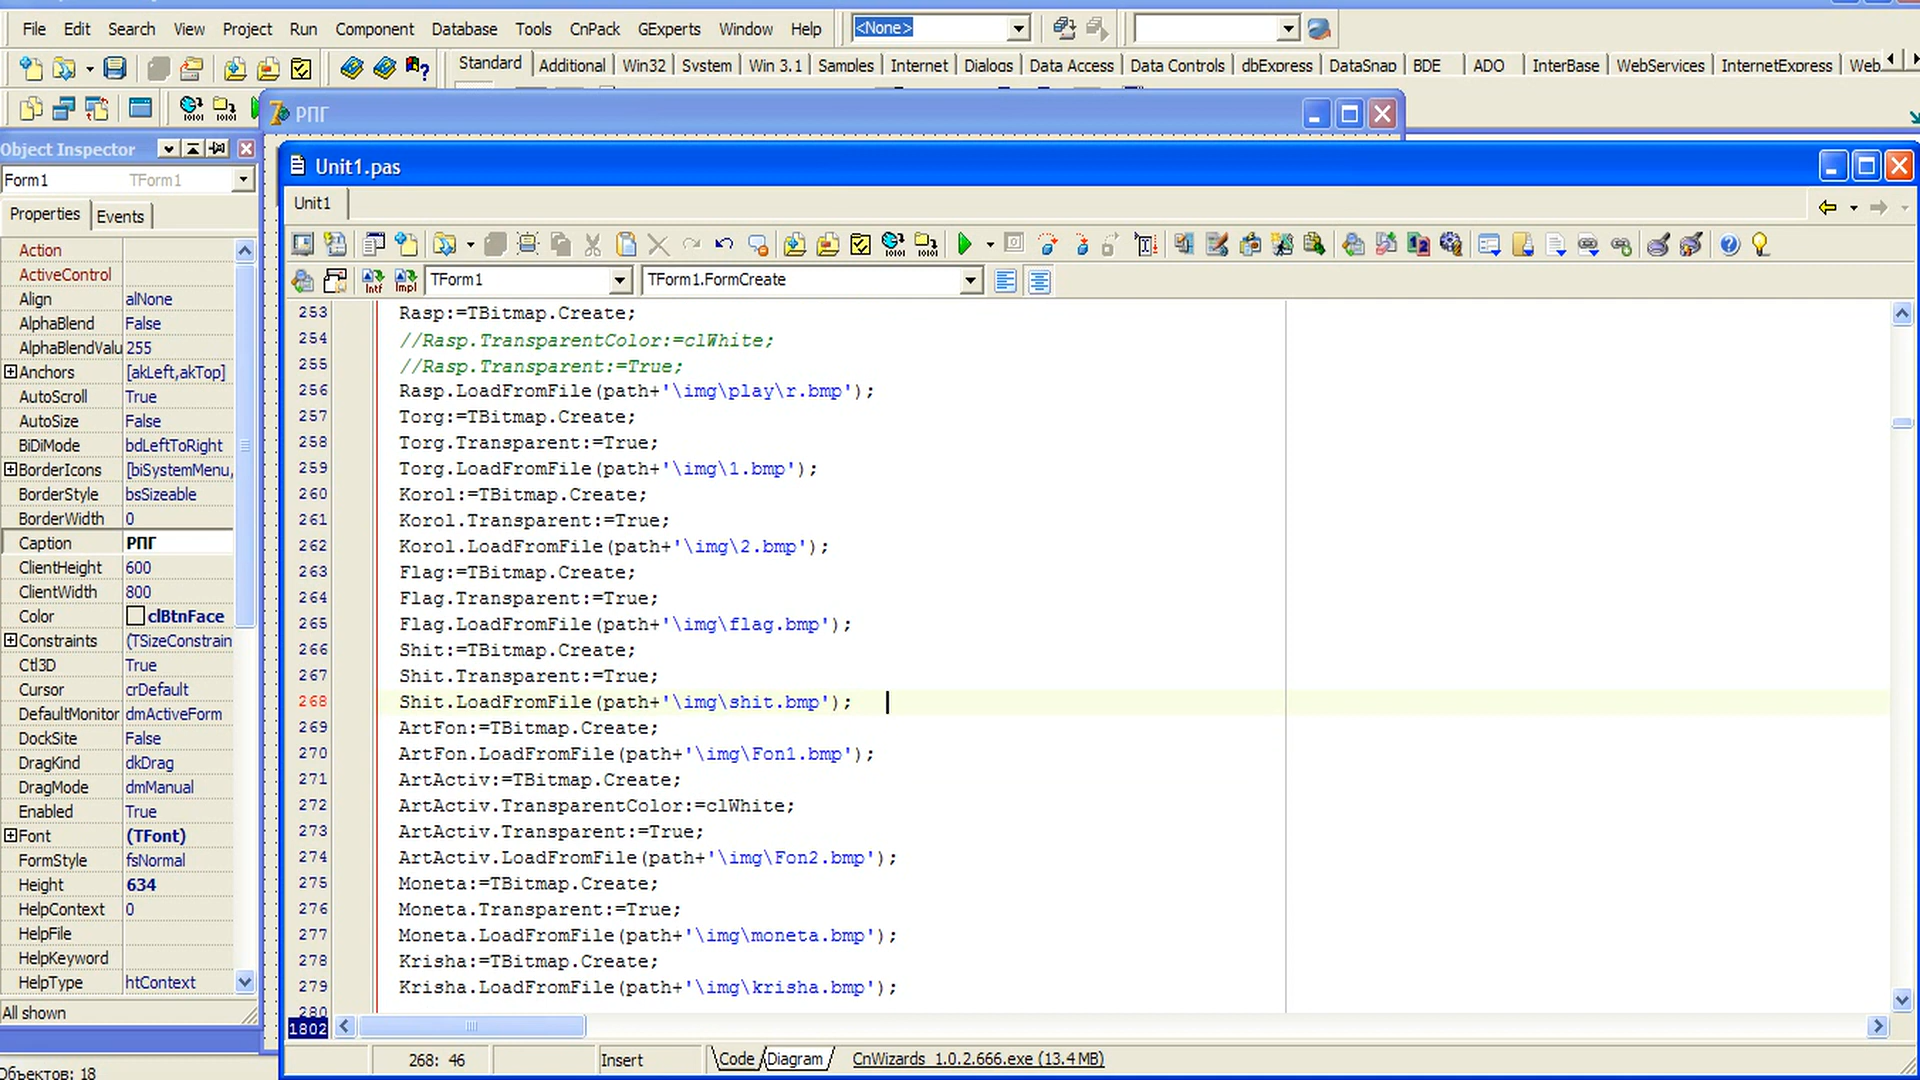 File Edit Search View Project Run Component Database Tools CnPack GExperts Window Help <None>
Standard Additional Win32 System Win 3.1 Samples Internet Dialogs Data Access Data Controls dbExpress DataSnap BDE ADO InterBase WebServices InternetExpress Web
РПГ
Object Inspector
Form1 TForm1
Properties Events
Action
ActiveControl
Align alNone
AlphaBlend False
AlphaBlendValu 255
Anchors [akLeft,akTop]
AutoScroll True
AutoSize False
BiDiMode bdLeftToRight
BorderIcons [biSystemMenu,
BorderStyle bsSizeable
BorderWidth 0
Caption РПГ
ClientHeight 600
ClientWidth 800
Color clBtnFace
Constraints (TSizeConstrain
Ctl3D True
Cursor crDefault
DefaultMonitor dmActiveForm
DockSite False
DragKind dkDrag
DragMode dmManual
Enabled True
Font (TFont)
FormStyle fsNormal
Height 634
HelpContext 0
HelpFile
HelpKeyword
HelpType htContext
All shown
Объектов: 18
Unit1.pas
Unit1
Intf Impl TForm1 TForm1.FormCreate
253 Rasp:=TBitmap.Create;
254 //Rasp.TransparentColor:=clWhite;
255 //Rasp.Transparent:=True;
256 Rasp.LoadFromFile(path+'\img\play\r.bmp');
257 Torg:=TBitmap.Create;
258 Torg.Transparent:=True;
259 Torg.LoadFromFile(path+'\img\1.bmp');
260 Korol:=TBitmap.Create;
261 Korol.Transparent:=True;
262 Korol.LoadFromFile(path+'\img\2.bmp');
263 Flag:=TBitmap.Create;
264 Flag.Transparent:=True;
265 Flag.LoadFromFile(path+'\img\flag.bmp');
266 Shit:=TBitmap.Create;
267 Shit.Transparent:=True;
268 Shit.LoadFromFile(path+'\img\shit.bmp');
269 ArtFon:=TBitmap.Create;
270 ArtFon.LoadFromFile(path+'\img\Fon1.bmp');
271 ArtActiv:=TBitmap.Create;
272 ArtActiv.TransparentColor:=clWhite;
273 ArtActiv.Transparent:=True;
274 ArtActiv.LoadFromFile(path+'\img\Fon2.bmp');
275 Moneta:=TBitmap.Create;
276 Moneta.Transparent:=True;
277 Moneta.LoadFromFile(path+'\img\moneta.bmp');
278 Krisha:=TBitmap.Create;
279 Krisha.LoadFromFile(path+'\img\krisha.bmp');
280
1802
268: 46 Insert Code Diagram CnWizards_1.0.2.666.exe (13.4 MB)